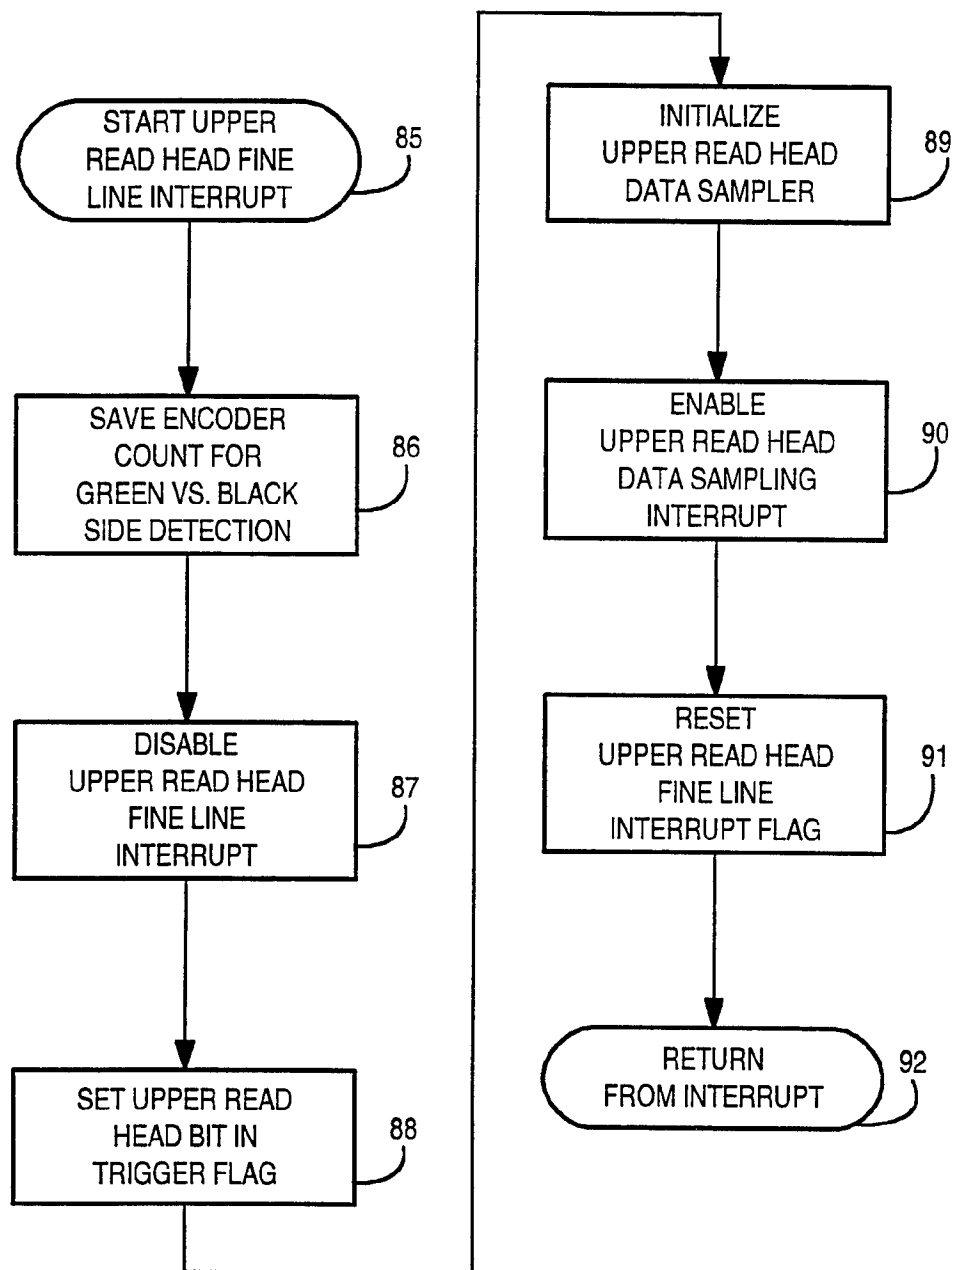 START UPPER
READ HEAD FINE
LINE INTERRUPT
85
SAVE ENCODER
COUNT FOR
GREEN VS. BLACK
SIDE DETECTION
86
DISABLE
UPPER READ HEAD
FINE LINE
INTERRUPT
87
SET UPPER READ
HEAD BIT IN
TRIGGER FLAG
88
INITIALIZE
UPPER READ HEAD
DATA SAMPLER
89
ENABLE
UPPER READ HEAD
DATA SAMPLING
INTERRUPT
90
RESET
UPPER READ HEAD
FINE LINE
INTERRUPT FLAG
91
RETURN
FROM INTERRUPT
92